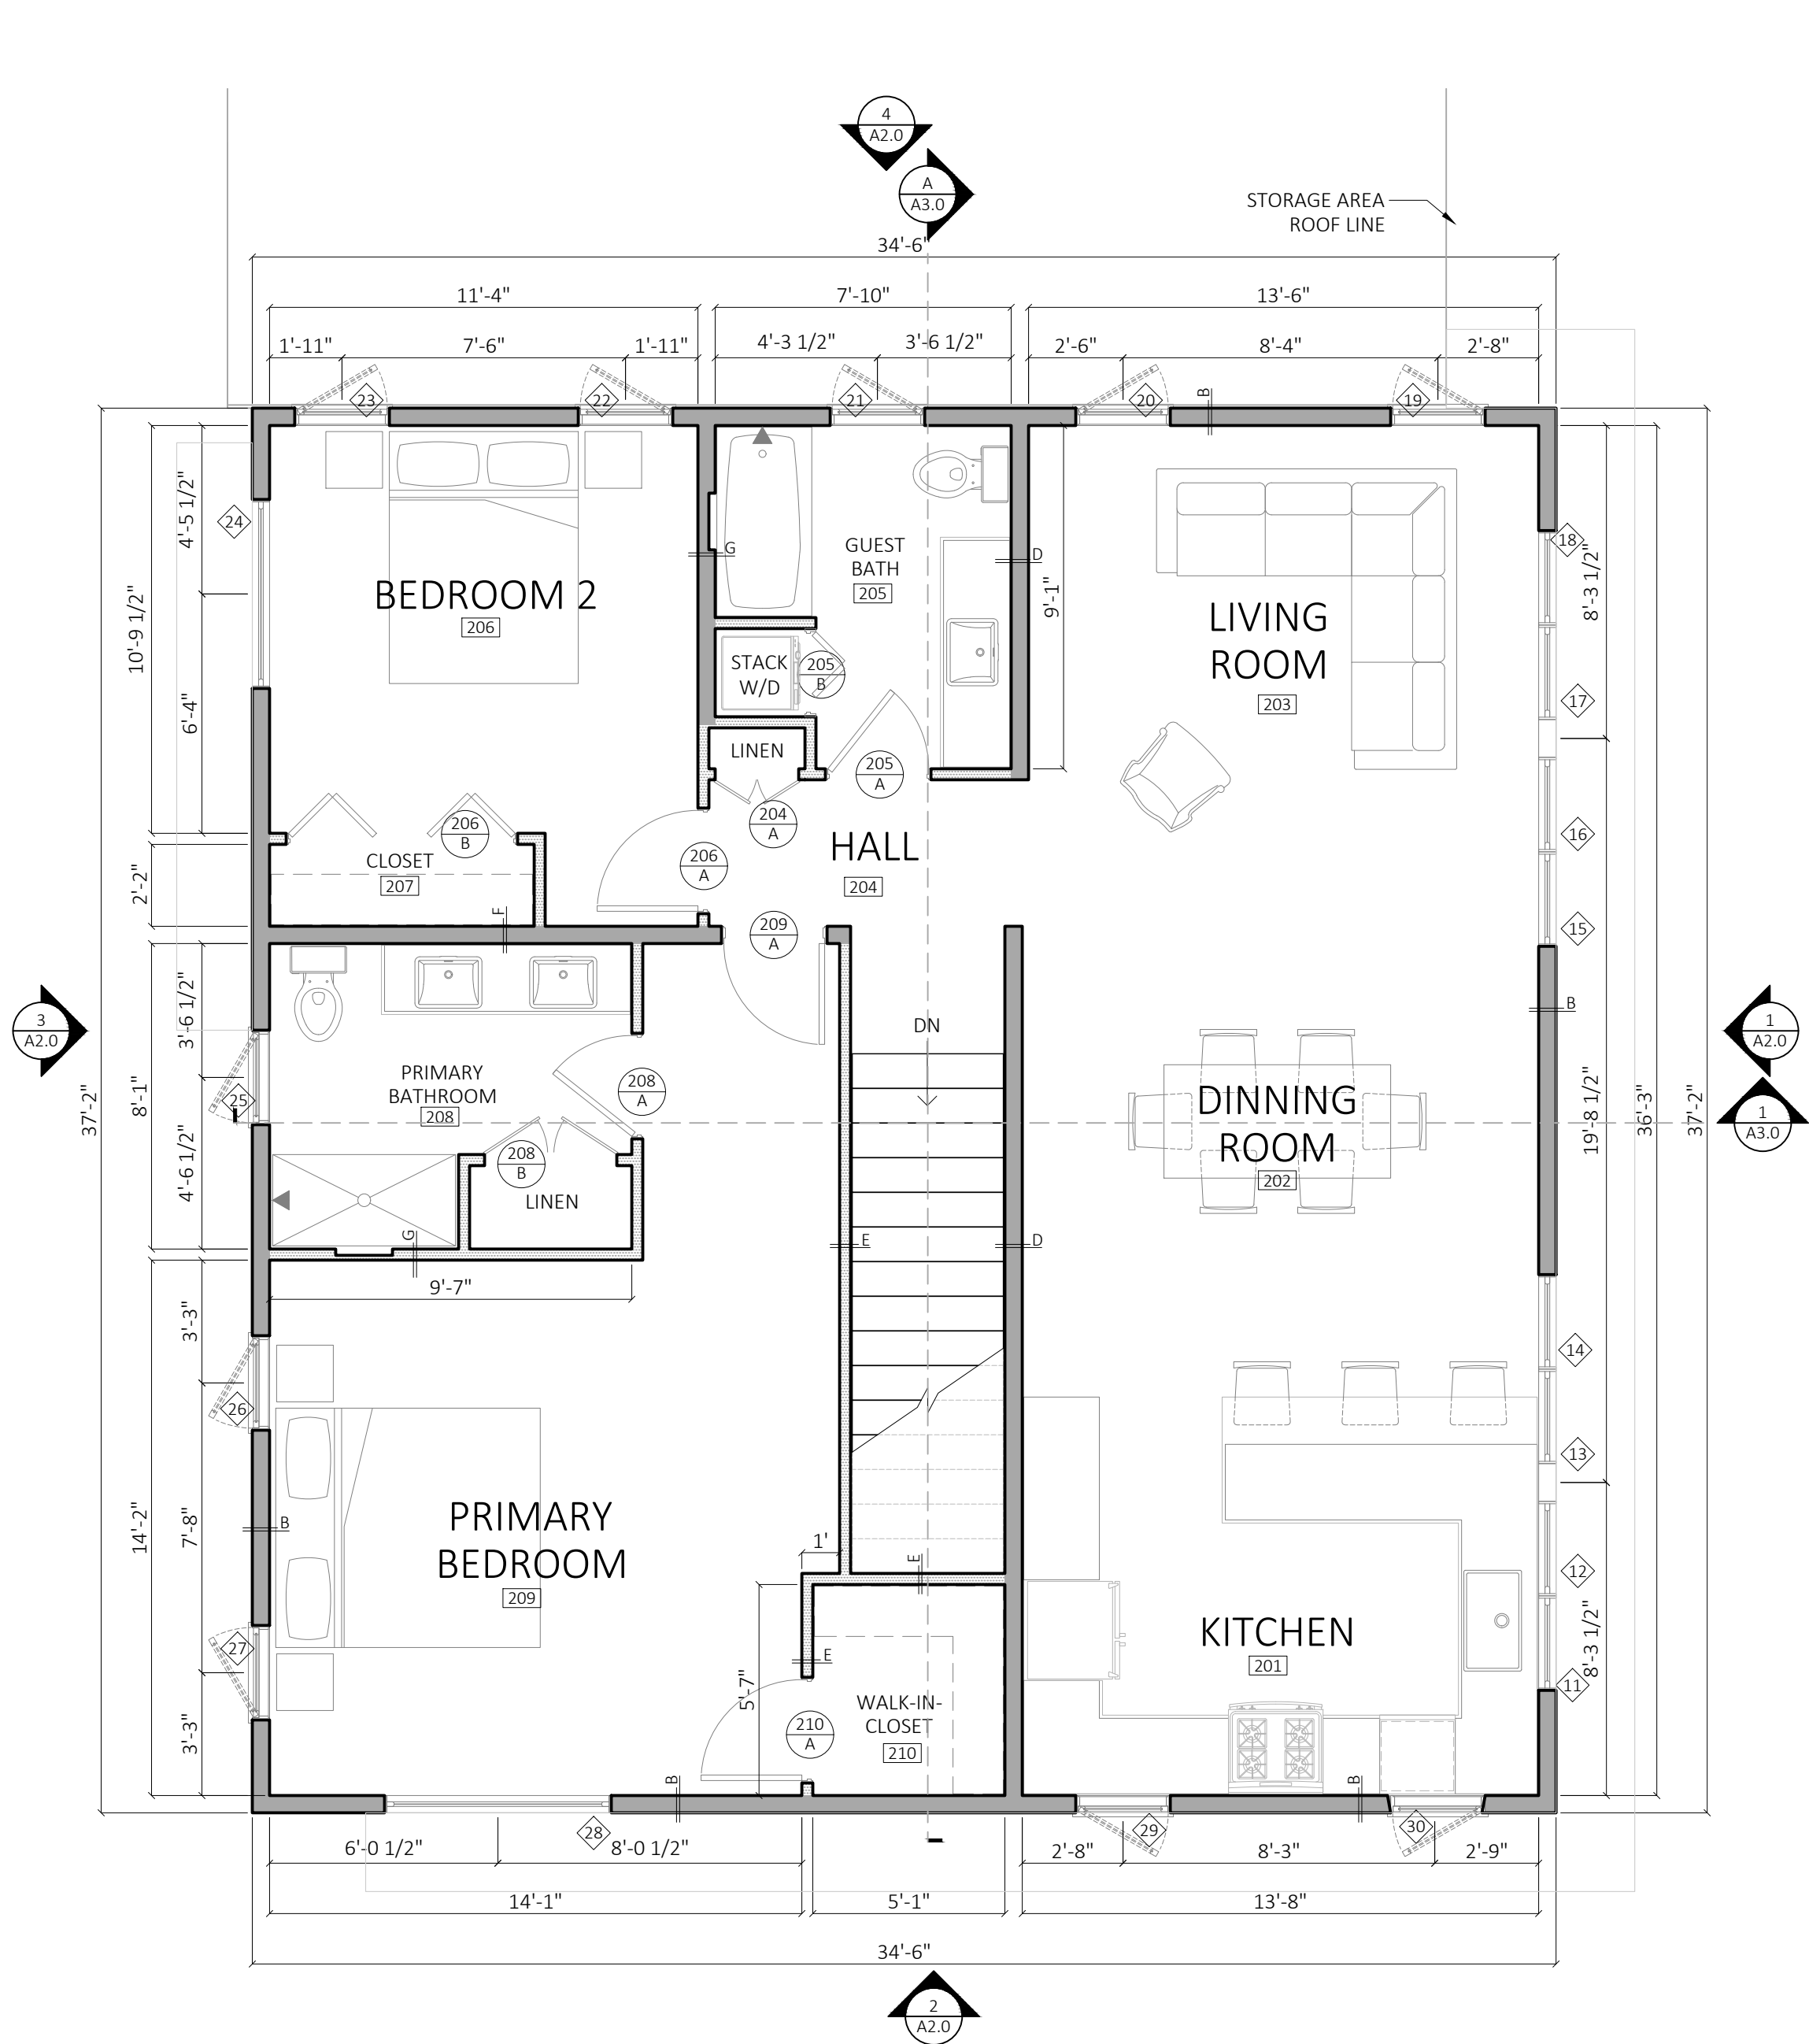 4
A2.0
A
A3.0
STORAGE AREA
ROOF LINE
34'-6"
11'-4"
7'-10"
13'-6"
1'-11"
7'-6"
1'-11"
4'-3 1/2"
3'-6 1/2"
2'-6"
8'-4"
2'-8"
23
22
21
20
B
19
24
4'-5 1/2"
18
G
GUEST
BATH
205
D
8'-3 1/2"
9'-1"
10'-9 1/2"
BEDROOM 2
206
LIVING
ROOM
203
STACK
W/D
205
B
6'-4"
17
LINEN
205
A
204
A
16
206
B
HALL
204
CLOSET
207
206
A
2'-2"
F
209
A
15
3'-6 1/2"
B
3
A2.0
DN
1
A2.0
PRIMARY
BATHROOM
208
208
A
25
37'-2"
8'-1"
DINNING
ROOM
202
19'-8 1/2"
36'-3"
37'-2"
1
A3.0
4'-6 1/2"
208
B
LINEN
G
E
D
9'-7"
3'-3"
14
26
13
14'-2"
7'-8"
B
PRIMARY
BEDROOM
209
1'
E
12
KITCHEN
201
8'-3 1/2"
27
E
11
5'-7"
3'-3"
WALK-IN-
CLOSET
210
210
A
B
B
28
29
30
6'-0 1/2"
8'-0 1/2"
2'-8"
8'-3"
2'-9"
14'-1"
5'-1"
13'-8"
34'-6"
2
A2.0